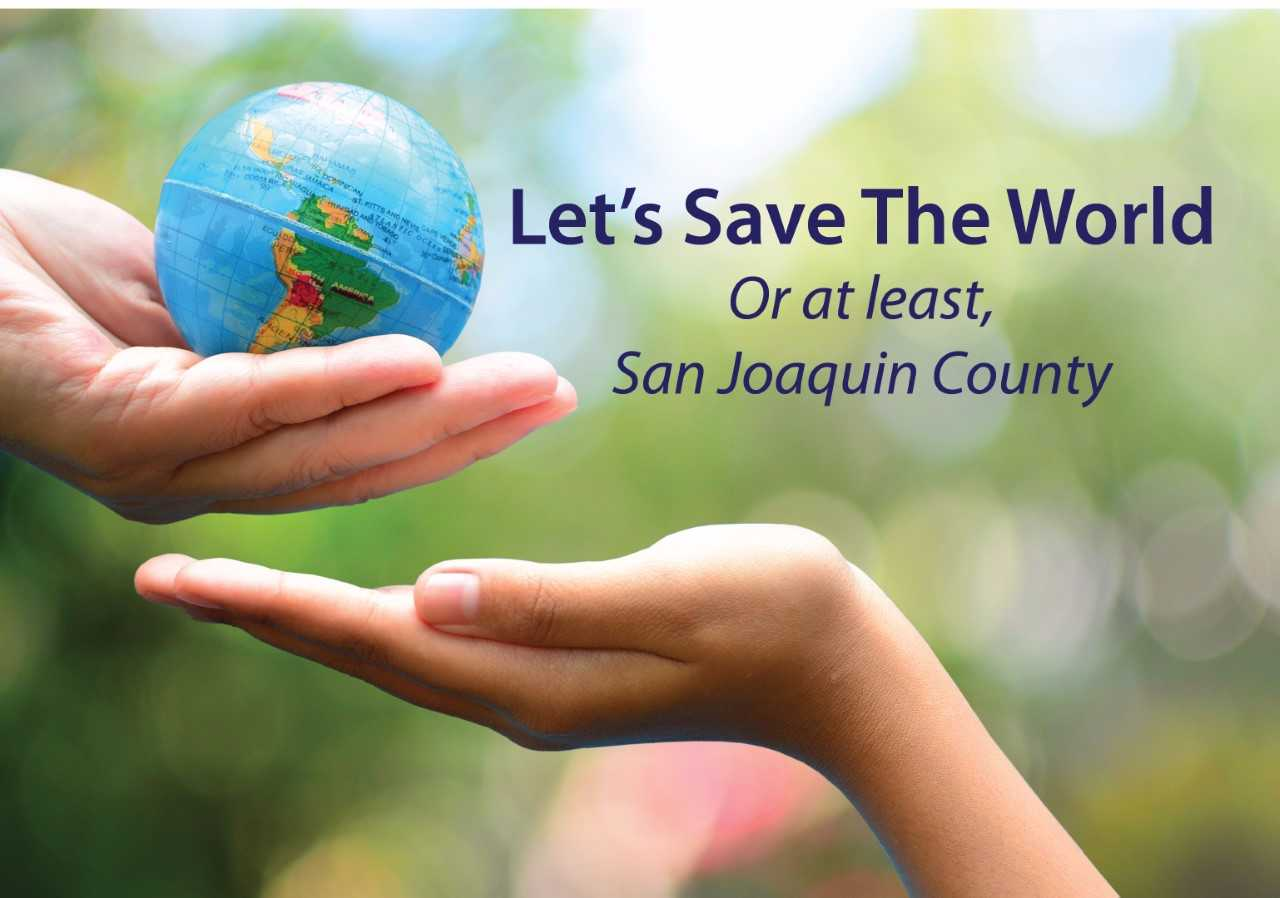 Let's Save The World
Or at least,
San Joaquin County